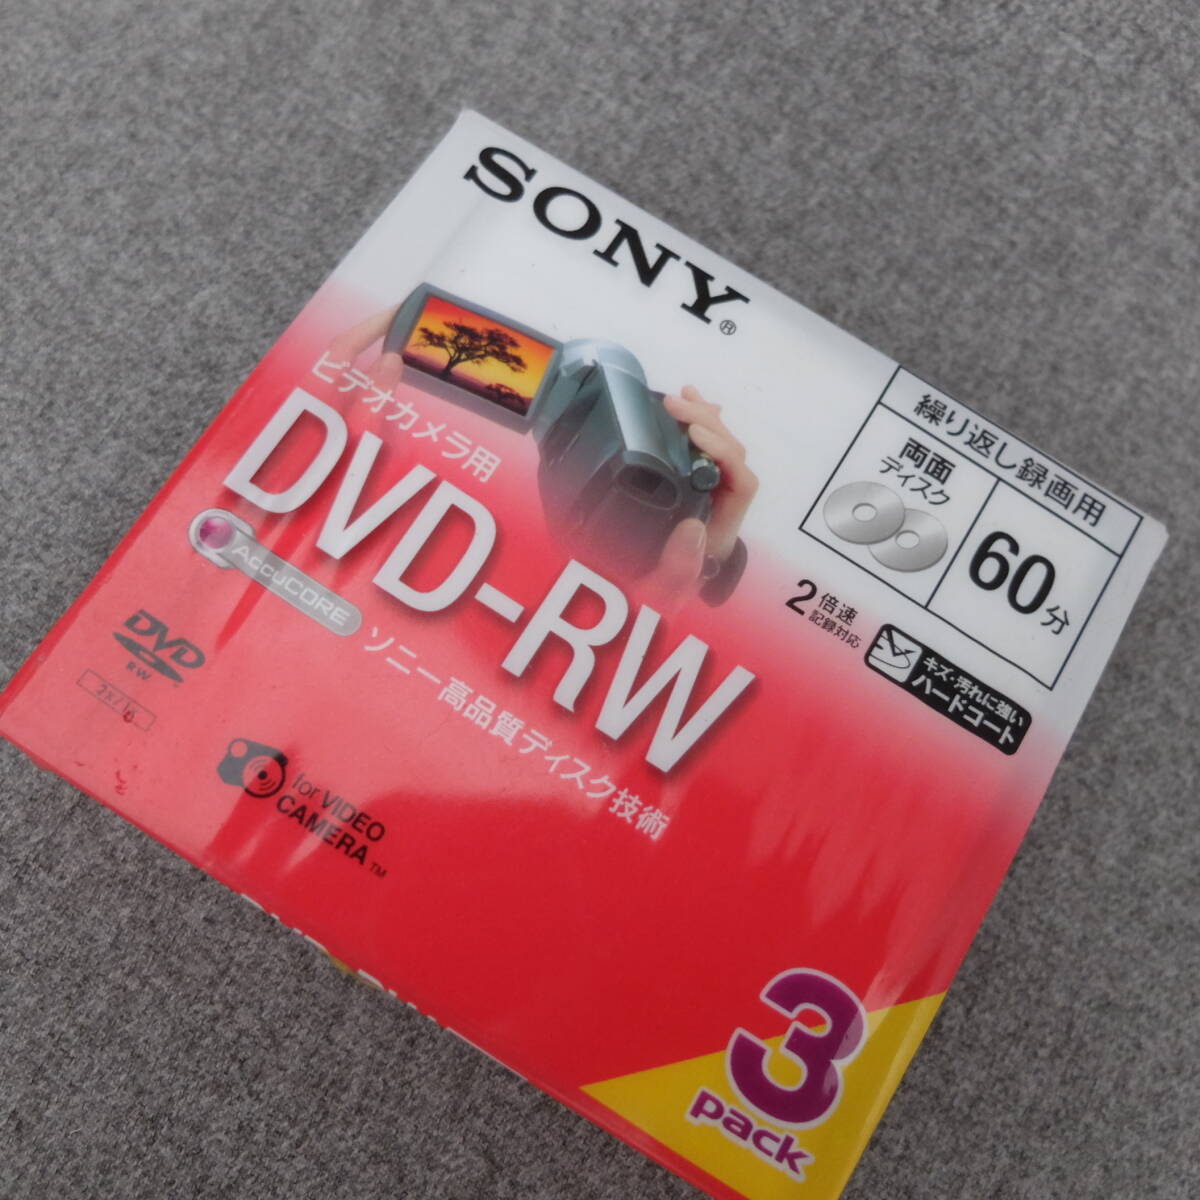 SONY®
ビデオカメラ用
DVD-RW
AccuCORE
ソニー高品質ディスク技術
繰り返し録画用
両面
ディスク
60分
2倍速
記録対応
キズ・汚れに強い
ハードコート
DVD
RW
for VIDEO
CAMERA™
3
pack